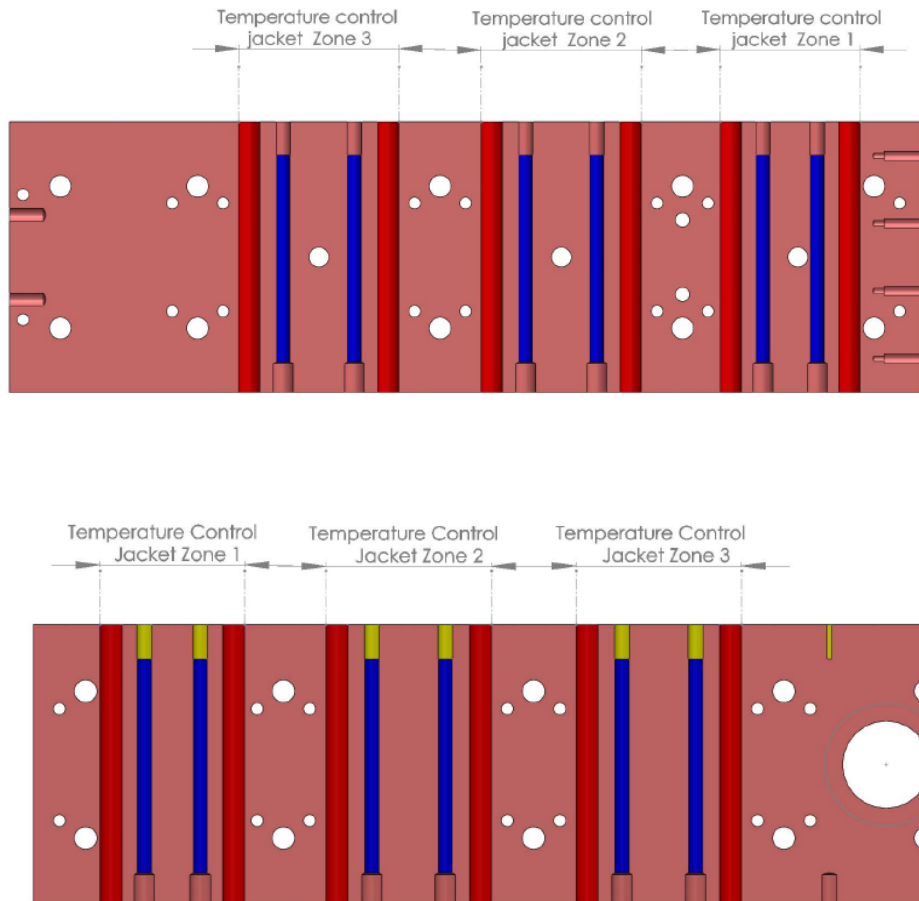 Temperature control
jacket Zone 3
Temperature control
jacket Zone 2
Temperature control
jacket Zone 1
Temperature Control
Jacket Zone 1
Temperature Control
Jacket Zone 2
Temperature Control
Jacket Zone 3